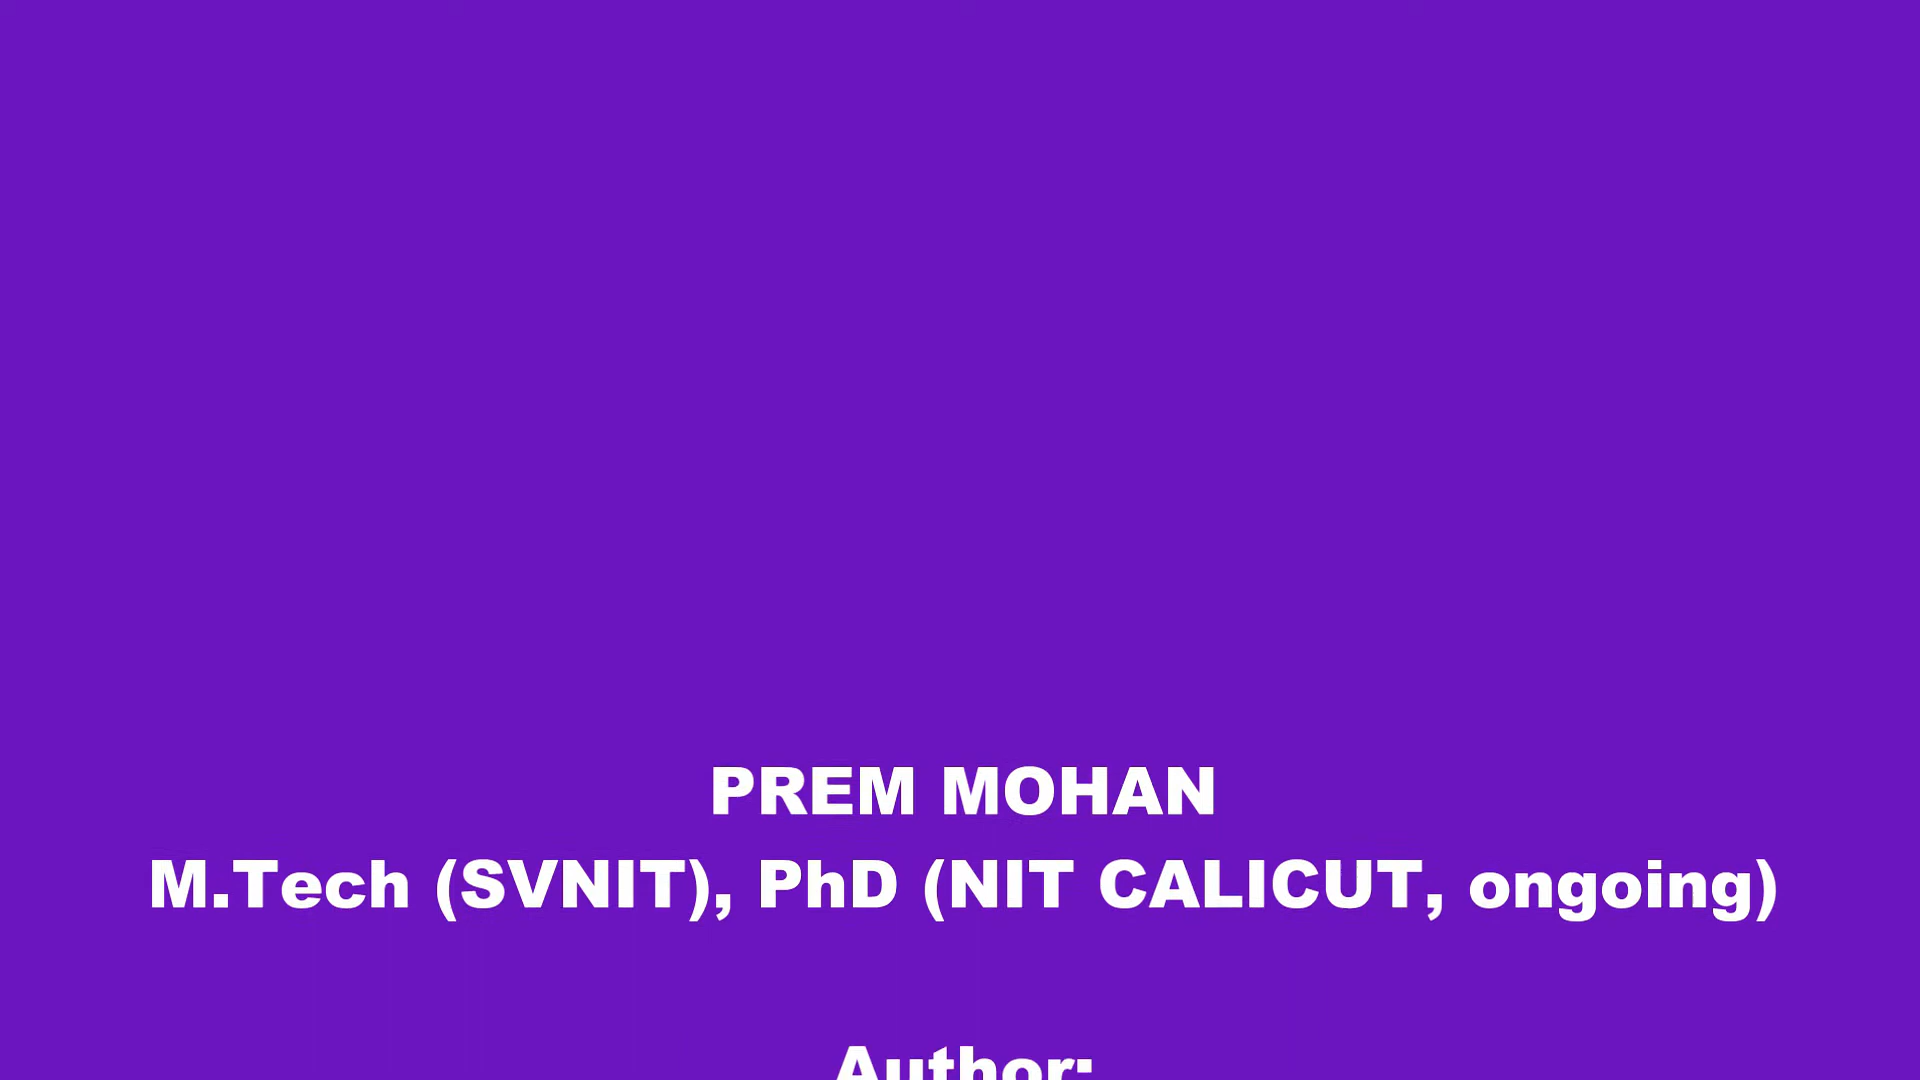 PREM MOHAN
M.Tech (SVNIT), PhD (NIT CALICUT, ongoing)
Author: